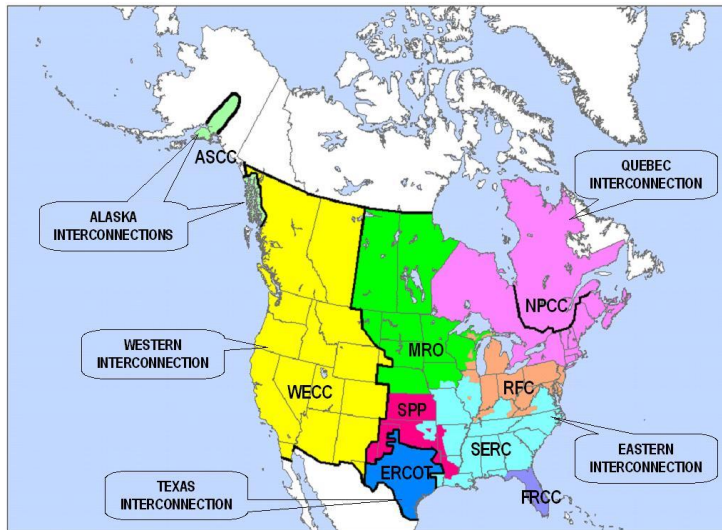 ASCC
QUEBEC
INTERCONNECTION
ALASKA
INTERCONNECTIONS
NPCC
WESTERN
INTERCONNECTION
MRO
WECC
RFC
SPP
SERC
EASTERN
INTERCONNECTION
ERCOT
TEXAS
INTERCONNECTION
FRCC